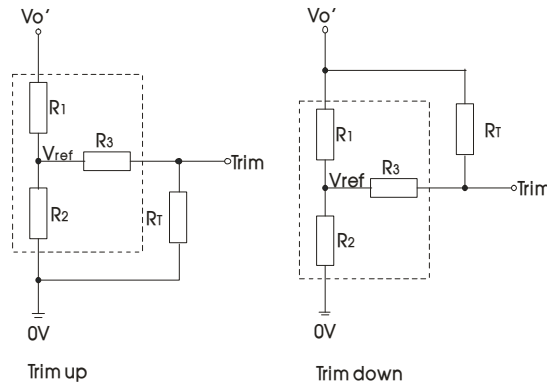 Vo'
R1
Vref
R3
Trim
R2
RT
0V
Trim up
Vo'
R1
RT
Vref
R3
Trim
R2
0V
Trim down